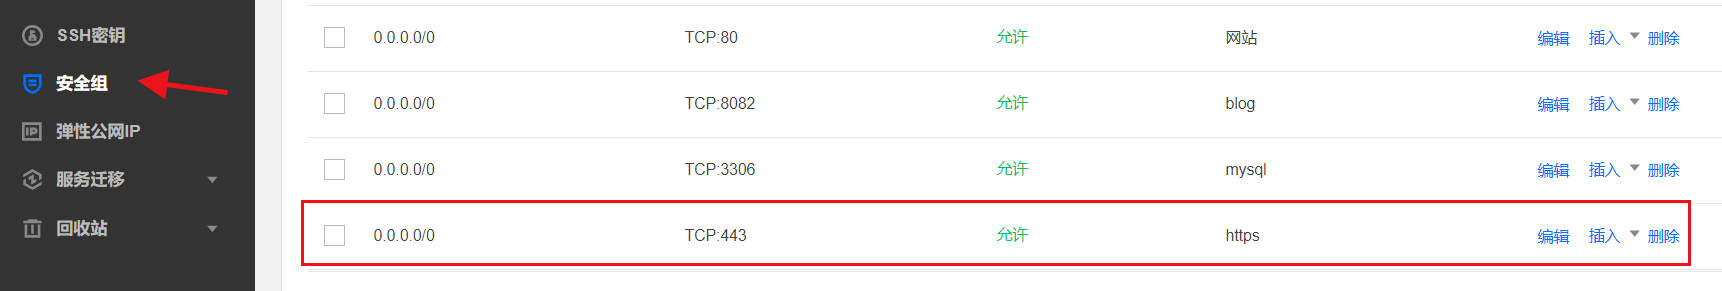 SSH密钥
安全组
弹性公网IP
服务迁移
回收站
0.0.0.0/0 TCP:80 允许 网站 编辑 插入 删除
0.0.0.0/0 TCP:8082 允许 blog 编辑 插入 删除
0.0.0.0/0 TCP:3306 允许 mysql 编辑 插入 删除
0.0.0.0/0 TCP:443 允许 https 编辑 插入 删除